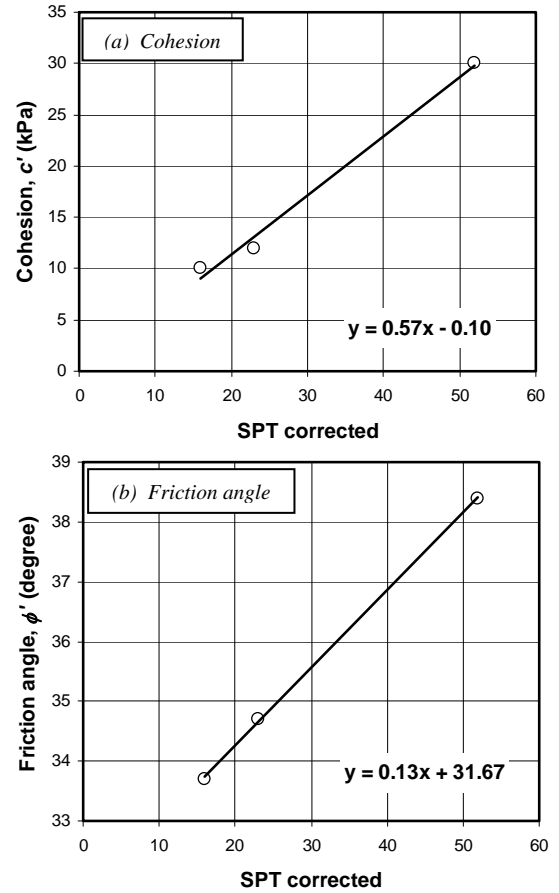 (a) Cohesion
Cohesion, c' (kPa)
35
30
25
20
15
10
5
0
y = 0.57x - 0.10
0 10 20 30 40 50 60
SPT corrected
(b) Friction angle
Friction angle, ϕ' (degree)
39
38
37
36
35
34
33
y = 0.13x + 31.67
0 10 20 30 40 50 60
SPT corrected